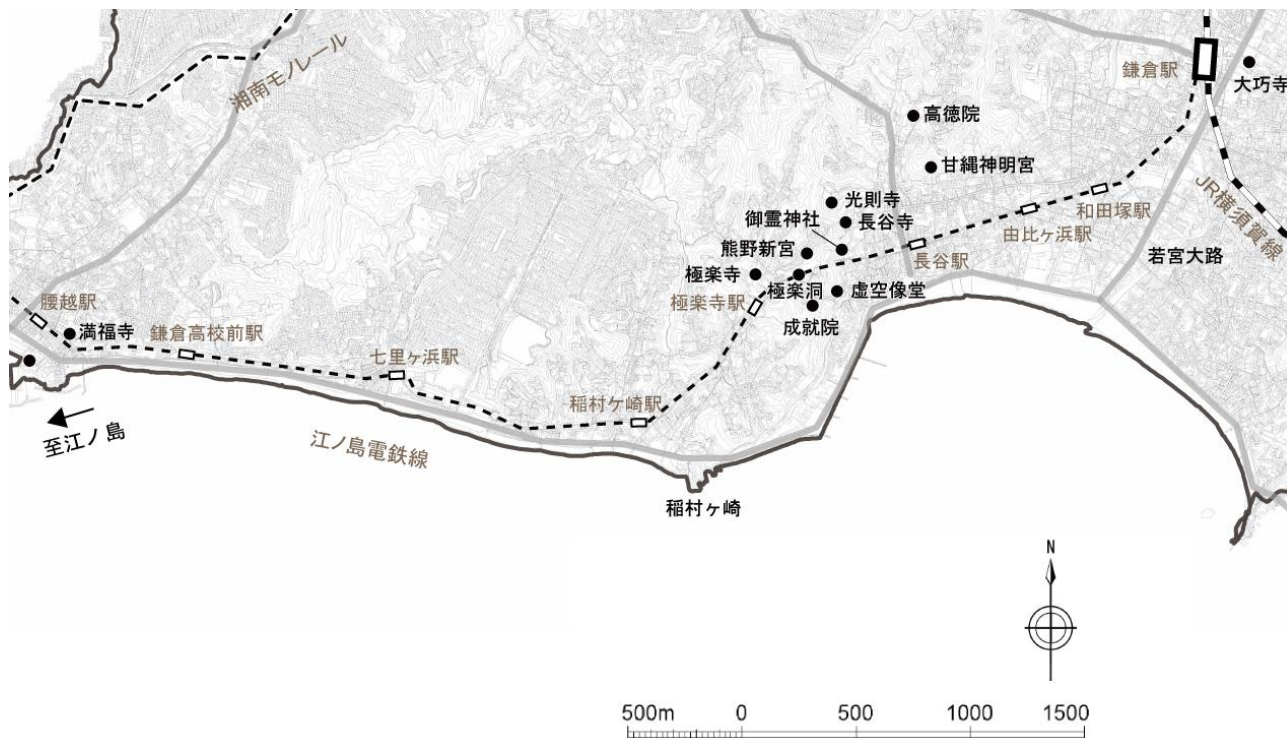 湘南モノレール
鎌倉駅
大巧寺
高徳院
甘縄神明宮
光則寺
御霊神社
長谷寺
和田塚駅
由比ヶ浜駅
JR横須賀線
熊野新宮
長谷駅
若宮大路
極楽寺
極楽洞
虚空像堂
極楽寺駅
成就院
腰越駅
満福寺
鎌倉高校前駅
七里ヶ浜駅
稲村ケ崎駅
至江ノ島
江ノ島電鉄線
稲村ヶ崎
N
500m 0 500 1000 1500